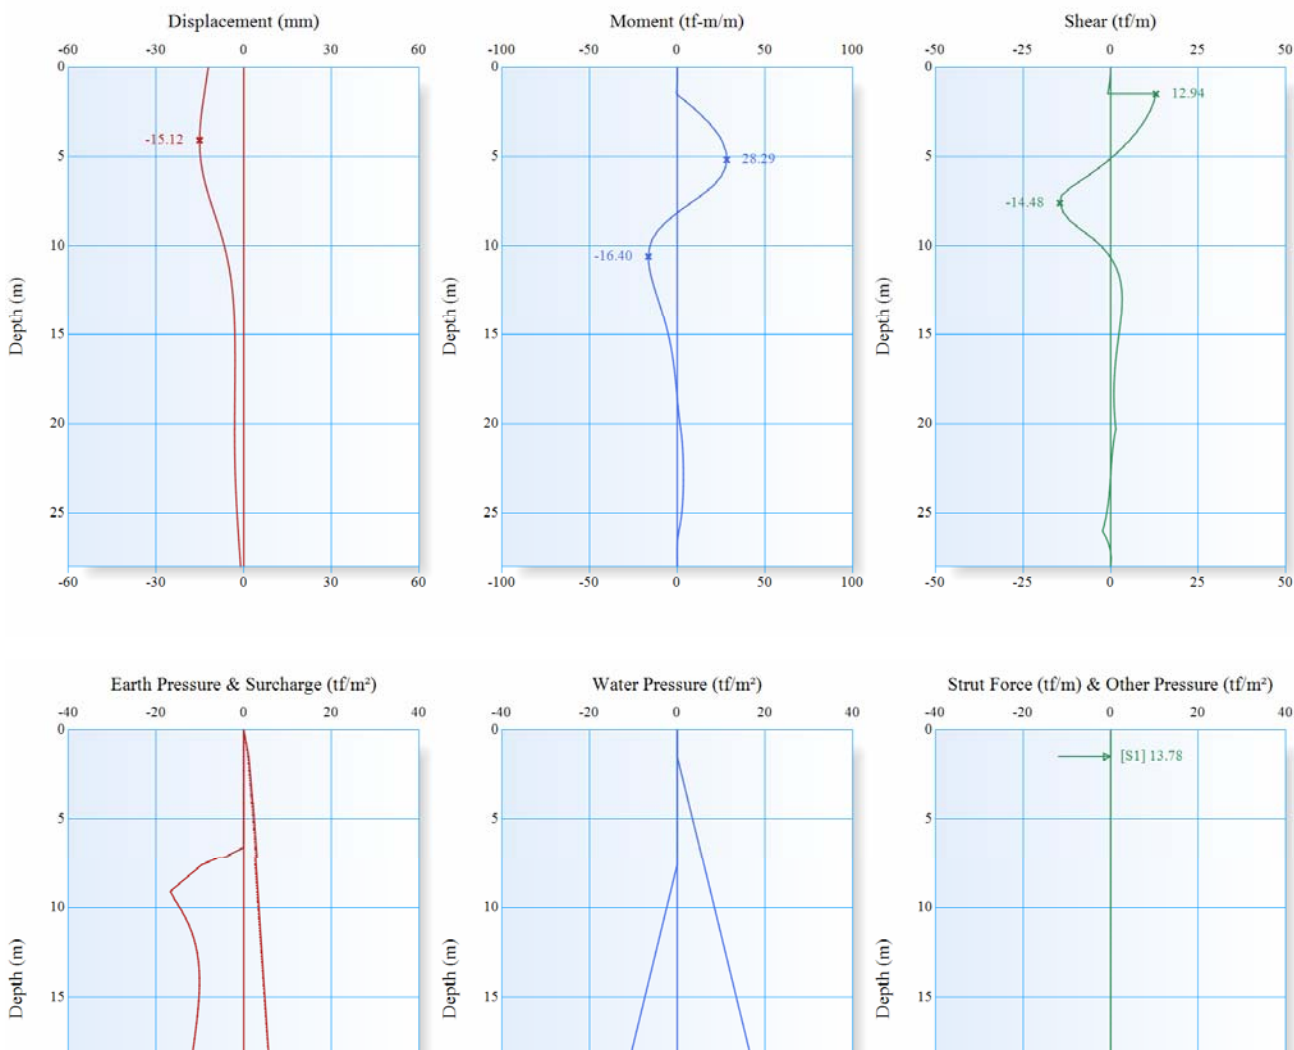 Displacement (mm)
-60 -30 0 30 60
0
5
10
15
20
25
Depth (m)
-15.12
-60 -30 0 30 60
Moment (tf-m/m)
-100 -50 0 50 100
0
5
10
15
20
25
Depth (m)
28.29
-16.40
-100 -50 0 50 100
Shear (tf/m)
-50 -25 0 25 50
0
5
10
15
20
25
Depth (m)
12.94
-14.48
-50 -25 0 25 50
Earth Pressure & Surcharge (tf/m²)
-40 -20 0 20 40
0
5
10
15
Depth (m)
Water Pressure (tf/m²)
-40 -20 0 20 40
0
5
10
15
Depth (m)
Strut Force (tf/m) & Other Pressure (tf/m²)
-40 -20 0 20 40
0
5
10
15
Depth (m)
[S1] 13.78